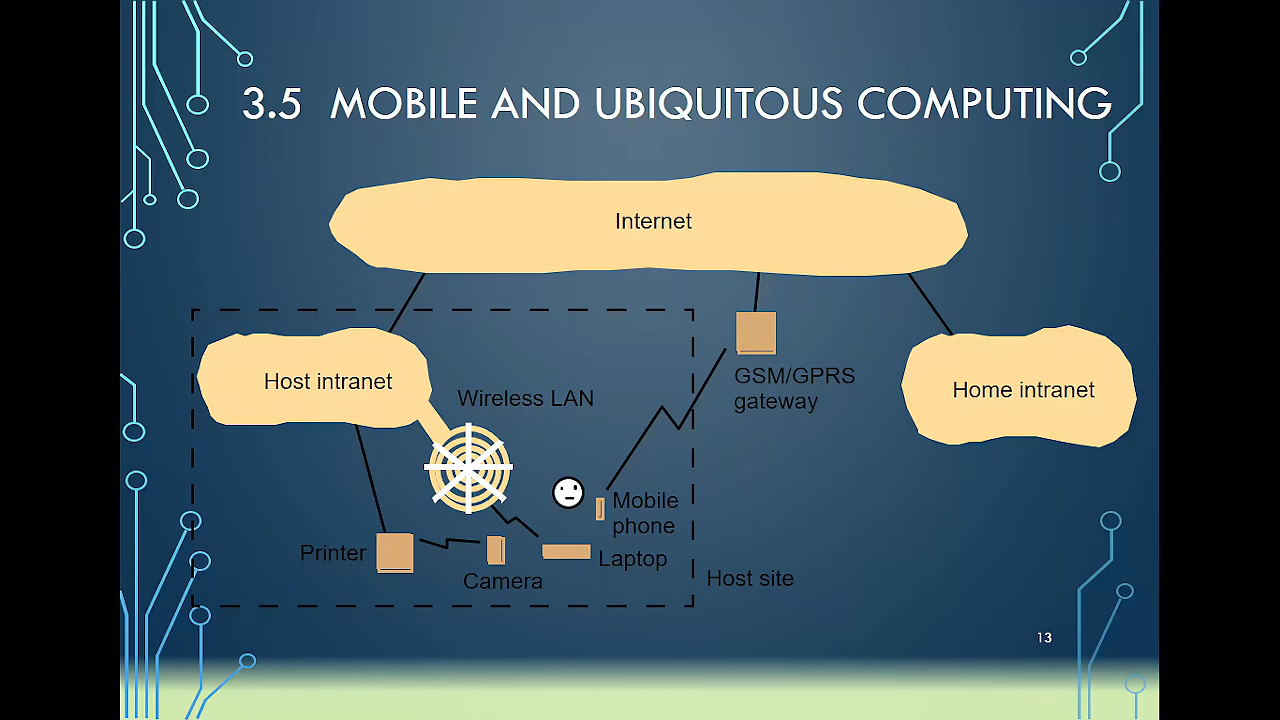 3.5 MOBILE AND UBIQUITOUS COMPUTING
Internet
Host intranet
Wireless LAN
GSM/GPRS
gateway
Home intranet
Mobile
phone
Printer
Camera
Laptop
Host site
13